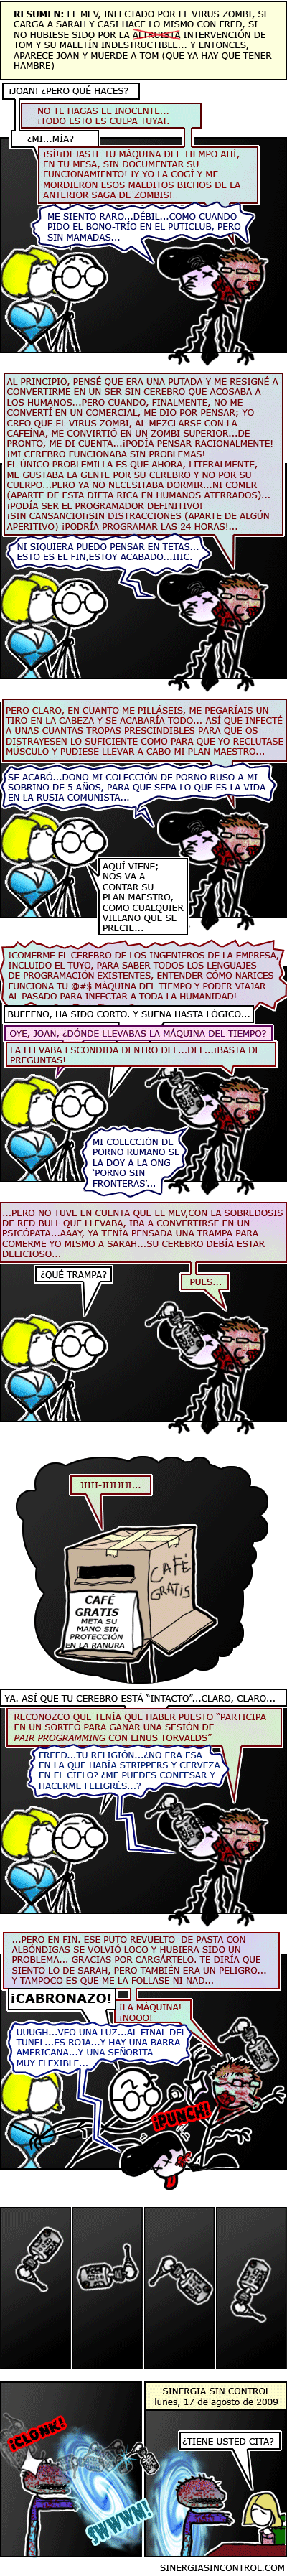 RESUMEN: EL MEV, INFECTADO POR EL VIRUS ZOMBI, SE
CARGA A SARAH Y CASI HACE LO MISMO CON FRED, SI
NO HUBIESE SIDO POR LA ALTRUISTA INTERVENCIÓN DE
TOM Y SU MALETÍN INDESTRUCTIBLE... Y ENTONCES,
APARECE JOAN Y MUERDE A TOM (QUE YA HAY QUE TENER
HAMBRE)
¡JOAN! ¿PERO QUÉ HACES?
NO TE HAGAS EL INOCENTE...
¡TODO ESTO ES CULPA TUYA!.
¿MI...MÍA?
¡SÍ!¡DEJASTE TU MÁQUINA DEL TIEMPO AHÍ,
EN TU MESA, SIN DOCUMENTAR SU
FUNCIONAMIENTO! ¡Y YO LA COGÍ Y ME
MORDIERON ESOS MALDITOS BICHOS DE LA
ANTERIOR SAGA DE ZOMBIS!
ME SIENTO RARO...DÉBIL...COMO CUANDO
PIDO EL BONO-TRÍO EN EL PUTICLUB, PERO
SIN MAMADAS...
AL PRINCIPIO, PENSÉ QUE ERA UNA PUTADA Y ME RESIGNÉ A
CONVERTIRME EN UN SER SIN CEREBRO QUE ACOSABA A
LOS HUMANOS...PERO CUANDO, FINALMENTE, NO ME
CONVERTÍ EN UN COMERCIAL, ME DIO POR PENSAR; YO
CREO QUE EL VIRUS ZOMBI, AL MEZCLARSE CON LA
CAFEÍNA, ME CONVIRTIÓ EN UN ZOMBI SUPERIOR...DE
PRONTO, ME DI CUENTA...¡PODÍA PENSAR RACIONALMENTE!
¡MI CEREBRO FUNCIONABA SIN PROBLEMAS!
EL ÚNICO PROBLEMILLA ES QUE AHORA, LITERALMENTE,
ME GUSTABA LA GENTE POR SU CEREBRO Y NO POR SU
CUERPO...PERO YA NO NECESITABA DORMIR...NI COMER
(APARTE DE ESTA DIETA RICA EN HUMANOS ATERRADOS)...
¡PODÍA SER EL PROGRAMADOR DEFINITIVO!
¡SIN CANSANCIO!¡SIN DISTRACCIONES (APARTE DE ALGÚN
APERITIVO) ¡PODRÍA PROGRAMAR LAS 24 HORAS!...
NI SIQUIERA PUEDO PENSAR EN TETAS...
ESTO ES EL FIN,ESTOY ACABADO...IIIC.
PERO CLARO, EN CUANTO ME PILLÁSEIS, ME PEGARÍAIS UN
TIRO EN LA CABEZA Y SE ACABARÍA TODO... ASÍ QUE INFECTÉ
A UNAS CUANTAS TROPAS PRESCINDIBLES PARA QUE OS
DISTRAYESEN LO SUFICIENTE COMO PARA QUE YO RECLUTASE
MÚSCULO Y PUDIESE LLEVAR A CABO MI PLAN MAESTRO...
SE ACABÓ...DONO MI COLECCIÓN DE PORNO RUSO A MI
SOBRINO DE 5 AÑOS, PARA QUE SEPA LO QUE ES LA VIDA
EN LA RUSIA COMUNISTA...
AQUÍ VIENE;
NOS VA A
CONTAR SU
PLAN MAESTRO,
COMO CUALQUIER
VILLANO QUE SE
PRECIE...
¡COMERME EL CEREBRO DE LOS INGENIEROS DE LA EMPRESA,
INCLUIDO EL TUYO, PARA SABER TODOS LOS LENGUAJES
DE PROGRAMACIÓN EXISTENTES, ENTENDER CÓMO NARICES
FUNCIONA TU @#$ MÁQUINA DEL TIEMPO Y PODER VIAJAR
AL PASADO PARA INFECTAR A TODA LA HUMANIDAD!
BUEEENO, HA SIDO CORTO. Y SUENA HASTA LÓGICO...
OYE, JOAN, ¿DÓNDE LLEVABAS LA MÁQUINA DEL TIEMPO?
LA LLEVABA ESCONDIDA DENTRO DEL...DEL...¡BASTA DE
PREGUNTAS!
MI COLECCIÓN DE
PORNO RUMANO SE
LA DOY A LA ONG
'PORNO SIN
FRONTERAS'...
...PERO NO TUVE EN CUENTA QUE EL MEV,CON LA SOBREDOSIS
DE RED BULL QUE LLEVABA, IBA A CONVERTIRSE EN UN
PSICÓPATA...AAAY, YA TENÍA PENSADA UNA TRAMPA PARA
COMERME YO MISMO A SARAH...SU CEREBRO DEBÍA ESTAR
DELICIOSO...
¿QUÉ TRAMPA?
PUES...
JIIII-JIJIJIJI...
CAFÉ
GRATIS
CAFÉ
GRATIS
META SU
MANO SIN
PROTECCIÓN
EN LA RANURA
YA. ASÍ QUE TU CEREBRO ESTÁ "INTACTO"...CLARO, CLARO...
RECONOZCO QUE TENÍA QUE HABER PUESTO "PARTICIPA
EN UN SORTEO PARA GANAR UNA SESIÓN DE
PAIR PROGRAMMING CON LINUS TORVALDS"
FREED...TU RELIGIÓN...¿NO ERA ESA
EN LA QUE HABÍA STRIPPERS Y CERVEZA
EN EL CIELO? ¿ME PUEDES CONFESAR Y
HACERME FELIGRÉS...?
...PERO EN FIN. ESE PUTO REVUELTO DE PASTA CON
ALBÓNDIGAS SE VOLVIÓ LOCO Y HUBIERA SIDO UN
PROBLEMA... GRACIAS POR CARGÁRTELO. TE DIRÍA QUE
SIENTO LO DE SARAH, PERO TAMBIÉN ERA UN PELIGRO...
Y TAMPOCO ES QUE ME LA FOLLASE NI NAD...
¡CABRONAZO!
¡LA MÁQUINA!
¡NOOO!
UUUGH...VEO UNA LUZ...AL FINAL DEL
TUNEL...ES ROJA...Y HAY UNA BARRA
AMERICANA...Y UNA SEÑORITA
MUY FLEXIBLE...
¡PUNCH!
¡CLONK!
SWWWM!
SINERGIA SIN CONTROL
lunes, 17 de agosto de 2009
¿TIENE USTED CITA?
SINERGIASINCONTROL.COM